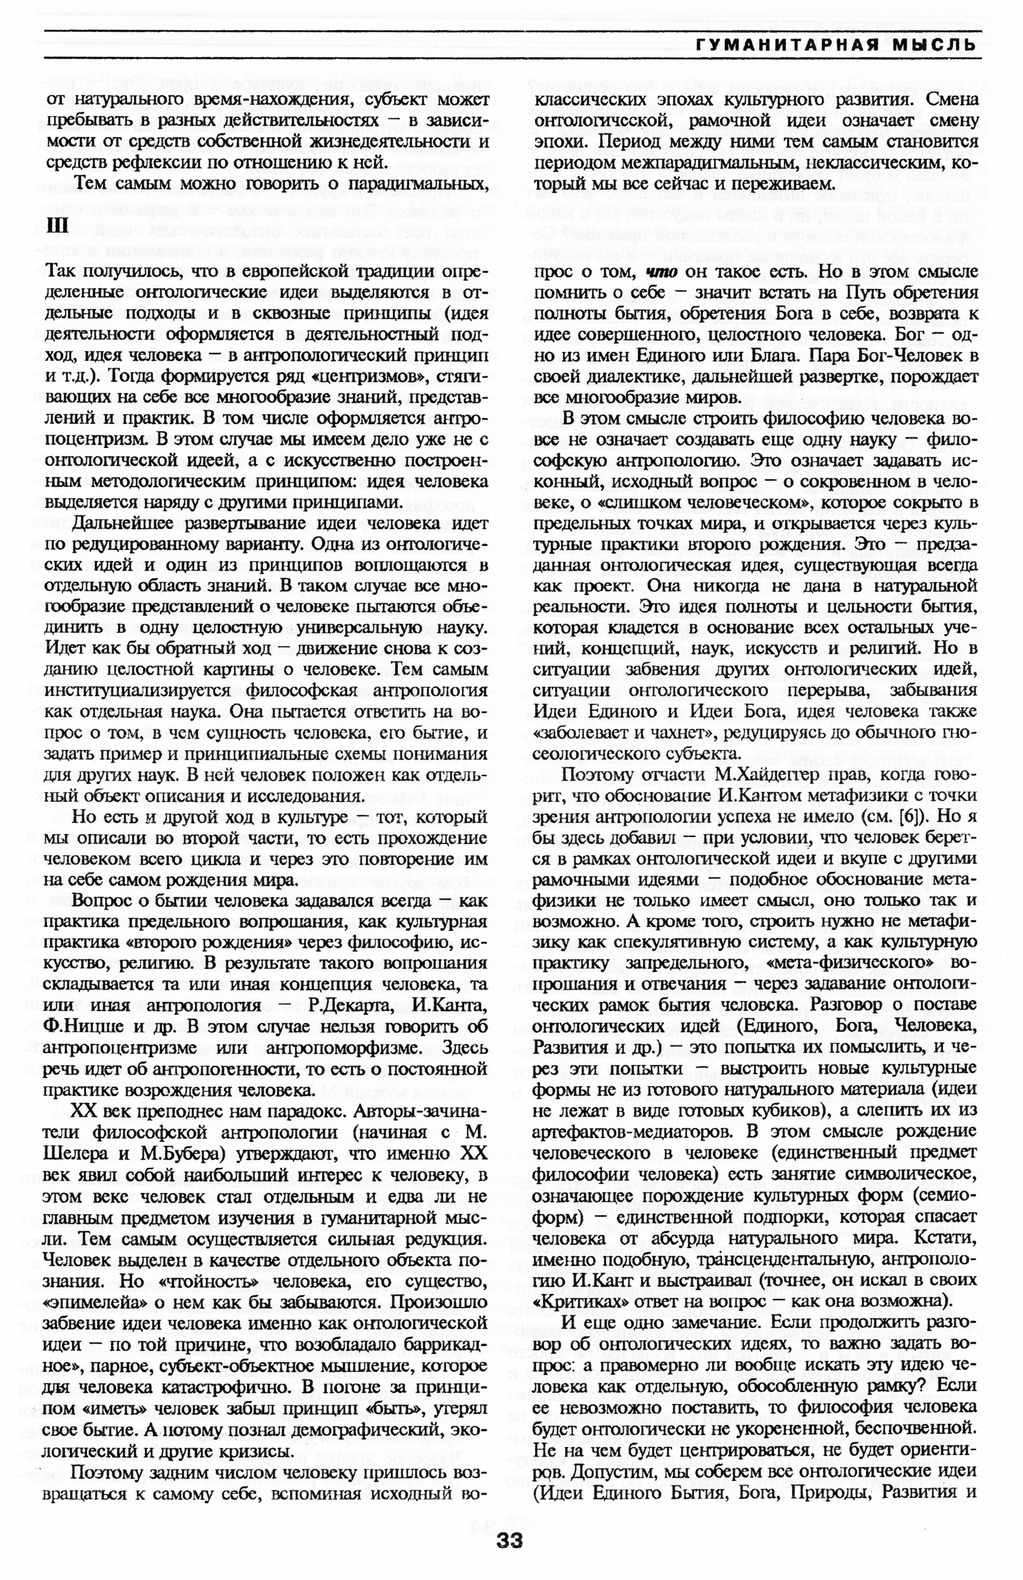 ГУМАНИТАРНАЯ МЫСЛЬ
от натурального время-нахождения, субъект может
пребывать в разных действительностях — в зависи-
мости от средств собственной жизнедеятельности и
средств рефлексии по отношению к ней.
Тем самым можно говорить о парадигмальных,
классических эпохах культурного развития. Смена
онтологической, рамочной идеи означает смену
эпохи. Период между ними тем самым становится
периодом межпарадигмальным, неклассическим, ко-
торый мы все сейчас и переживаем.
III
Так получилось, что в европейской традиции опре-
деленные онтологические идеи выделяются в от-
дельные подходы и в сквозные принципы (идея
деятельности оформляется в деятельностный под-
ход, идея человека — в антропологический принцип
и т.д.). Тогда формируется ряд «центризмов», стяги-
вающих на себе все многообразие знаний, представ-
лений и практик. В том числе оформляется антро-
поцентризм. В этом случае мы имеем дело уже не с
онтологической идеей, а с искусственно построен-
ным методологическим принципом: идея человека
выделяется наряду с другими принципами.
Дальнейшее развертывание идеи человека идет
по редуцированному варианту. Одна из онтологиче-
ских идей и один из принципов воплощаются в
отдельную область знаний. В таком случае все мно-
гообразие представлений о человеке пытаются объе-
динить в одну целостную универсальную науку.
Идет как бы обратный ход — движение снова к соз-
данию целостной картины о человеке. Тем самым
институциализируется философская антропология
как отдельная наука. Она пытается ответить на во-
прос о том, в чем сущность человека, его бытие, и
задать пример и принципиальные схемы понимания
для других наук. В ней человек положен как отдель-
ный объект описания и исследования.
Но есть и другой ход в культуре — тот, который
мы описали во второй части, то есть прохождение
человеком всего цикла и через это повторение им
на себе самом рождения мира.
Вопрос о бытии человека задавался всегда — как
практика предельного вопрошания, как культурная
практика «второго рождения» через философию, ис-
кусство, религию. В результате такого вопрошания
складывается та или иная концепция человека, та
или иная антропология — Р.Декарта, И.Канта,
Ф.Ницше и др. В этом случае нельзя говорить об
антропоцентризме или антропоморфизме. Здесь
речь идет об антропогенности, то есть о постоянной
практике возрождения человека.
XX век преподнес нам парадокс. Авторы-зачина-
тели философской антропологии (начиная с М.
Шелера и М.Бубера) утверждают, что именно XX
век явил собой наибольший интерес к человеку, в
этом веке человек стал отдельным и едва ли не
главным предметом изучения в гуманитарной мыс-
ли. Тем самым осуществляется сильная редукция.
Человек выделен в качестве отдельного объекта по-
знания. Но «чтойность» человека, его существо,
«эпимелейа» о нем как бы забываются. Произошло
забвение идеи человека именно как онтологической
идеи — по той причине, что возобладало баррикад-
ное», парное, субъект-объектное мышление, которое
для человека катастрофично. В погоне за принци-
пом «иметь» человек забыл принцип «быть», утерял
свое бытие. А потому познал демографический, эко-
логический и другие кризисы.
Поэтому задним числом человеку пришлось воз-
вращаться к самому себе, вспоминая исходный во-
прос о том, что он такое есть. Но в этом смысле
помнить о себе — значит встать на Путь обретения
полноты бытия, обретения Бога в себе, возврата к
идее совершенного, целостного человека. Бог — од-
но из имен Единого или Блага. Пара Бог-Человек в
своей диалектике, дальнейшей развертке, порождает
все многообразие миров.
В этом смысле строить философию человека во-
все не означает создавать еще одну науку — фило-
софскую антропологию. Это означает задавать ис-
конный, исходный вопрос — о сокровенном в чело-
веке, о «слишком человеческом», которое сокрыто в
предельных точках мира, и открывается через куль-
турные практики второго рождения. Это — предза-
данная онтологическая идея, существующая всегда
как проект. Она никогда не дана в натуральной
реальности. Это идея полноты и цельности бытия,
которая кладется в основание всех остальных уче-
ний, концепций, наук, искусств и религий. Но в
ситуации забвения других онтологических идей,
ситуации онтологического перерыва, забывания
Идеи Единого и Идеи Бога, идея человека также
«заболевает и чахнет», редуцируясь до обычного гно-
сеологического субъекта.
Поэтому отчасти М.Хайдеггер прав, когда гово-
рит, что обоснование И.Кантом метафизики с точки
зрения антропологии успеха не имело (см. [6]). Но я
бы здесь добавил — при условии, что человек берет-
ся в рамках онтологической идеи и вкупе с другими
рамочными идеями — подобное обоснование мета-
физики не только имеет смысл, оно только так и
возможно. А кроме того, строить нужно не метафи-
зику как спекулятивную систему, а как культурную
практику запредельного, «мета-физического» во-
прошания и отвечания — через задавание онтологи-
ческих рамок бытия человека. Разговор о поставе
онтологических идей (Единого, Бога, Человека,
Развития и др.) — это попытка их помыслить, и че-
рез эти попытки — выстроить новые культурные
формы не из готового натурального материала (идеи
не лежат в виде готовых кубиков), а слепить их из
артефактов-медиаторов. В этом смысле рождение
человеческого в человеке (единственный предмет
философии человека) есть занятие символическое,
означающее порождение культурных форм (семио-
форм) — единственной подпорки, которая спасает
человека от абсурда натурального мира. Кстати,
именно подобную, трансцендентальную, антрополо-
гию И.Кант и выстраивал (точнее, он искал в своих
«Критиках» ответ на вопрос — как она возможна).
И еще одно замечание. Если продолжить разго-
вор об онтологических идеях, то важно задать во-
прос: а правомерно ли вообще искать эту идею че-
ловека как отдельную, обособленную рамку? Если
ее невозможно поставить, то философия человека
будет онтологически не укорененной, беспочвенной.
Не на чем будет центрироваться, не будет ориенти-
ров. Допустим, мы соберем все онтологические идеи
(Идеи Единого Бытия, Бога, Природы, Развития и
33